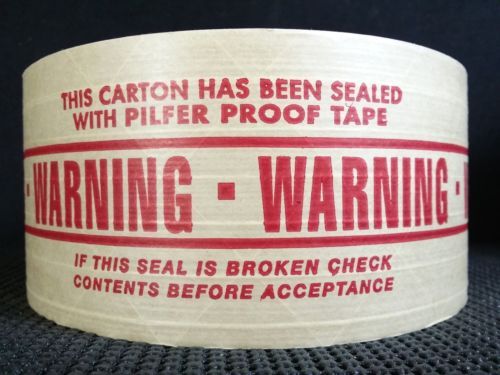 THIS CARTON HAS BEEN SEALED
WITH PILFER PROOF TAPE
WARNING · WARNING ·
IF THIS SEAL IS BROKEN CHECK
CONTENTS BEFORE ACCEPTANCE